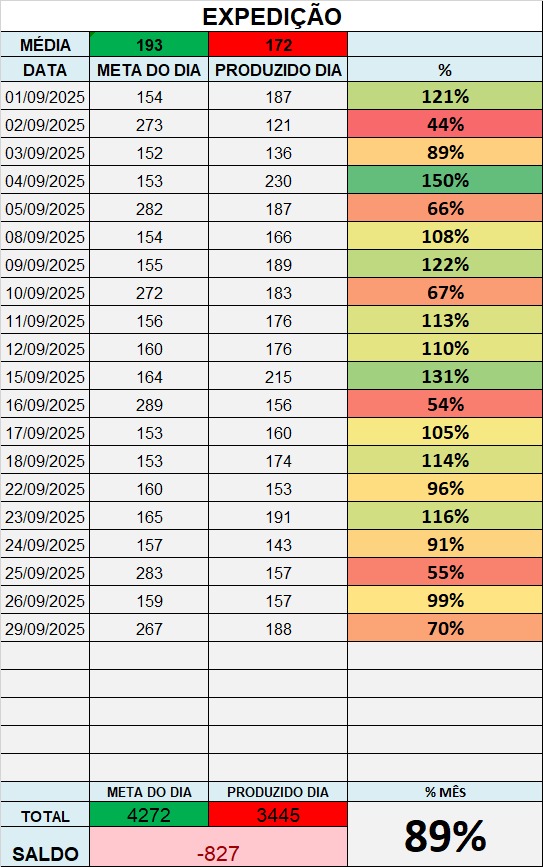 EXPEDIÇÃO
MÉDIA 193 172
DATA META DO DIA PRODUZIDO DIA %
01/09/2025 154 187 121%
02/09/2025 273 121 44%
03/09/2025 152 136 89%
04/09/2025 153 230 150%
05/09/2025 282 187 66%
08/09/2025 154 166 108%
09/09/2025 155 189 122%
10/09/2025 272 183 67%
11/09/2025 156 176 113%
12/09/2025 160 176 110%
15/09/2025 164 215 131%
16/09/2025 289 156 54%
17/09/2025 153 160 105%
18/09/2025 153 174 114%
22/09/2025 160 153 96%
23/09/2025 165 191 116%
24/09/2025 157 143 91%
25/09/2025 283 157 55%
26/09/2025 159 157 99%
29/09/2025 267 188 70%
META DO DIA PRODUZIDO DIA % MÊS
TOTAL 4272 3445 89%
SALDO -827